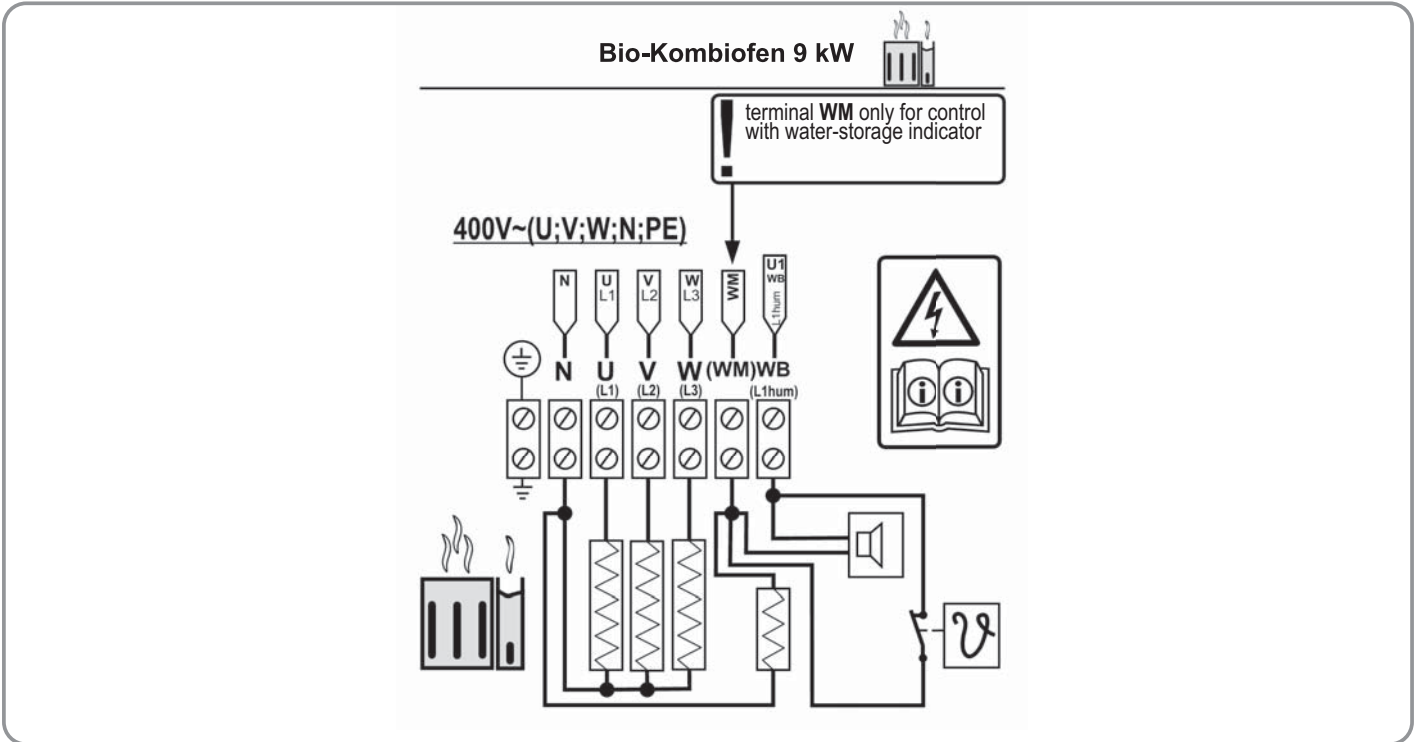 Bio-Kombiofen 9 kW
terminal WM only for control
with water-storage indicator
400V~(U;V;W;N;PE)
N
U
L1
V
L2
W
L3
WM
U1
WB
L1hum
N U V W (WM) WB
(L1) (L2) (L3) (L1hum)